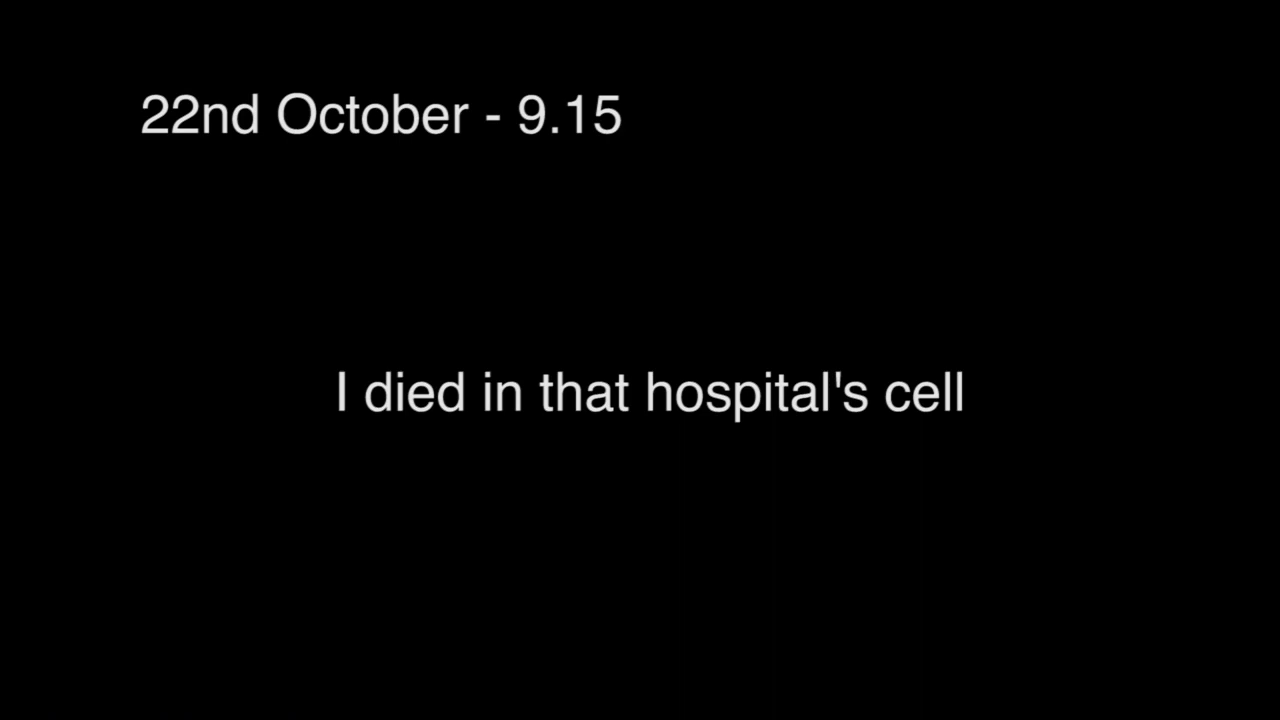 22nd October - 9.15
I died in that hospital's cell